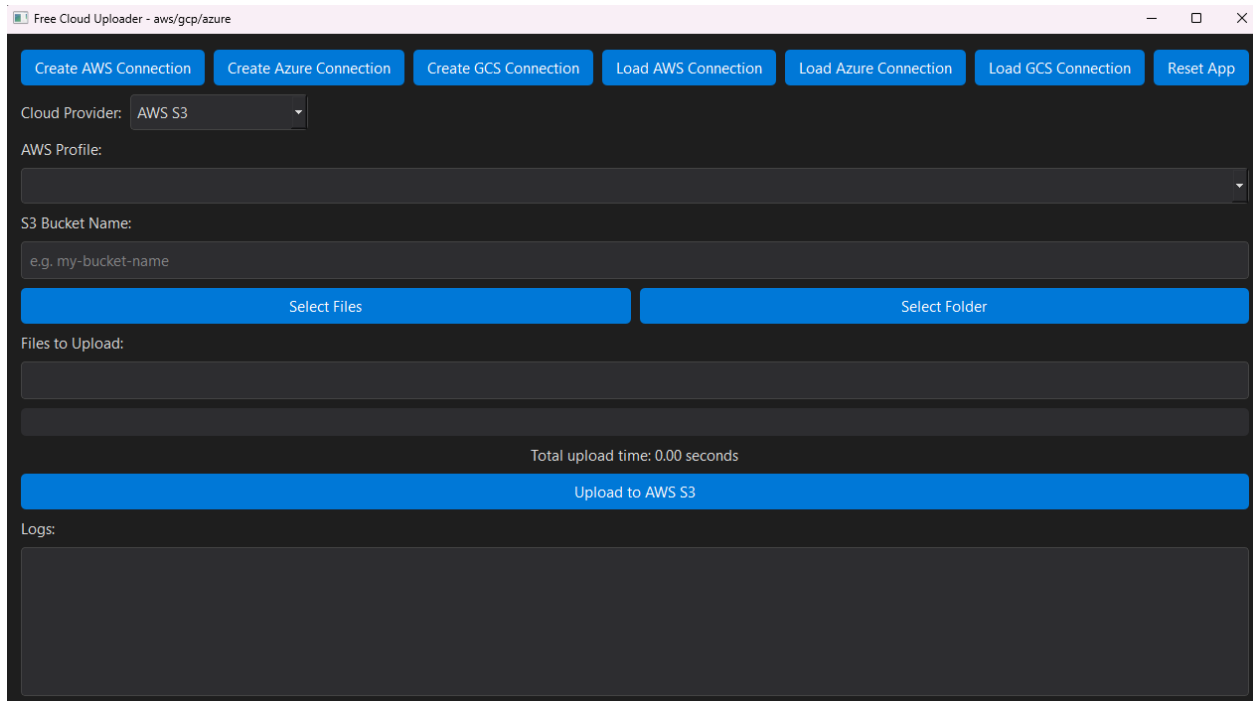 Free Cloud Uploader - aws/gcp/azure
Create AWS Connection Create Azure Connection Create GCS Connection Load AWS Connection Load Azure Connection Load GCS Connection Reset App
Cloud Provider: AWS S3
AWS Profile:
S3 Bucket Name:
e.g. my-bucket-name
Select Files Select Folder
Files to Upload:
Total upload time: 0.00 seconds
Upload to AWS S3
Logs: